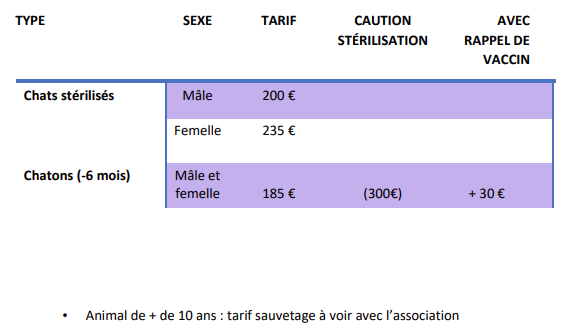 TYPE SEXE TARIF CAUTION AVEC
STÉRILISATION RAPPEL DE
VACCIN
Chats stérilisés Mâle 200 €
Femelle 235 €
Chatons (-6 mois) Mâle et
femelle 185 € (300€) + 30 €
• Animal de + de 10 ans : tarif sauvetage à voir avec l’association